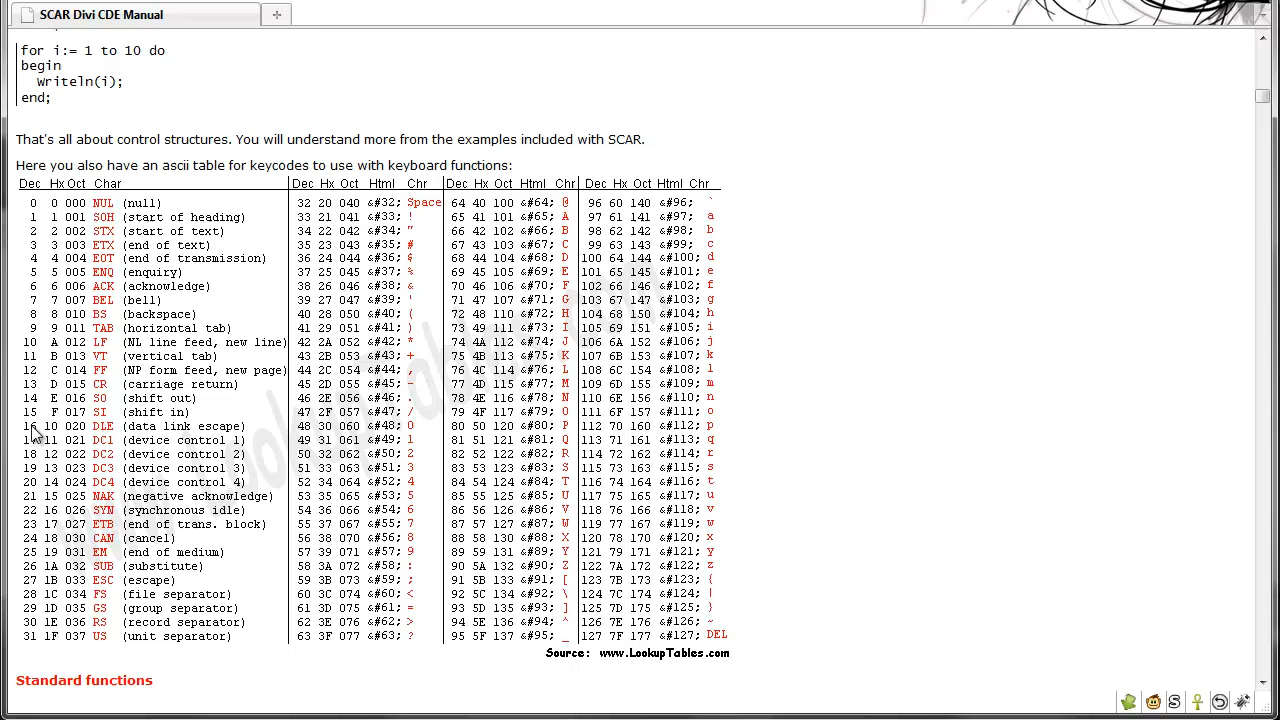 SCAR Divi CDE Manual
for i:= 1 to 10 do
begin
writeln(i);
end;
That's all about control structures. You will understand more from the examples included with SCAR.
Here you also have an ascii table for keycodes to use with keyboard functions:
Dec Hx Oct Char Dec Hx Oct Html Chr Dec Hx Oct Html Chr Dec Hx Oct Html Chr
0 0 000 NUL (null) 32 20 040 &#32; Space 64 40 100 &#64; @ 96 60 140 &#96; `
1 1 001 SOH (start of heading) 33 21 041 &#33; ! 65 41 101 &#65; A 97 61 141 &#97; a
2 2 002 STX (start of text) 34 22 042 &#34; " 66 42 102 &#66; B 98 62 142 &#98; b
3 3 003 ETX (end of text) 35 23 043 &#35; # 67 43 103 &#67; C 99 63 143 &#99; c
4 4 004 EOT (end of transmission) 36 24 044 &#36; $ 68 44 104 &#68; D 100 64 144 &#100; d
5 5 005 ENQ (enquiry) 37 25 045 &#37; % 69 45 105 &#69; E 101 65 145 &#101; e
6 6 006 ACK (acknowledge) 38 26 046 &#38; & 70 46 106 &#70; F 102 66 146 &#102; f
7 7 007 BEL (bell) 39 27 047 &#39; ' 71 47 107 &#71; G 103 67 147 &#103; g
8 8 010 BS (backspace) 40 28 050 &#40; ( 72 48 110 &#72; H 104 68 150 &#104; h
9 9 011 TAB (horizontal tab) 41 29 051 &#41; ) 73 49 111 &#73; I 105 69 151 &#105; i
10 A 012 LF (NL line feed, new line) 42 2A 052 &#42; * 74 4A 112 &#74; J 106 6A 152 &#106; j
11 B 013 VT (vertical tab) 43 2B 053 &#43; + 75 4B 113 &#75; K 107 6B 153 &#107; k
12 C 014 FF (NP form feed, new page) 44 2C 054 &#44; , 76 4C 114 &#76; L 108 6C 154 &#108; l
13 D 015 CR (carriage return) 45 2D 055 &#45; - 77 4D 115 &#77; M 109 6D 155 &#109; m
14 E 016 SO (shift out) 46 2E 056 &#46; . 78 4E 116 &#78; N 110 6E 156 &#110; n
15 F 017 SI (shift in) 47 2F 057 &#47; / 79 4F 117 &#79; O 111 6F 157 &#111; o
10 020 DLE (data link escape) 48 30 060 &#48; 0 80 50 120 &#80; P 112 70 160 &#112; p
11 021 DC1 (device control 1) 49 31 061 &#49; 1 81 51 121 &#81; Q 113 71 161 &#113; q
18 12 022 DC2 (device control 2) 50 32 062 &#50; 2 82 52 122 &#82; R 114 72 162 &#114; r
19 13 023 DC3 (device control 3) 51 33 063 &#51; 3 83 53 123 &#83; S 115 73 163 &#115; s
20 14 024 DC4 (device control 4) 52 34 064 &#52; 4 84 54 124 &#84; T 116 74 164 &#116; t
21 15 025 NAK (negative acknowledge) 53 35 065 &#53; 5 85 55 125 &#85; U 117 75 165 &#117; u
22 16 026 SYN (synchronous idle) 54 36 066 &#54; 6 86 56 126 &#86; V 118 76 166 &#118; v
23 17 027 ETB (end of trans. block) 55 37 067 &#55; 7 87 57 127 &#87; W 119 77 167 &#119; w
24 18 030 CAN (cancel) 56 38 070 &#56; 8 88 58 130 &#88; X 120 78 170 &#120; x
25 19 031 EM (end of medium) 57 39 071 &#57; 9 89 59 131 &#89; Y 121 79 171 &#121; y
26 1A 032 SUB (substitute) 58 3A 072 &#58; : 90 5A 132 &#90; Z 122 7A 172 &#122; z
27 1B 033 ESC (escape) 59 3B 073 &#59; ; 91 5B 133 &#91; [ 123 7B 173 &#123; {
28 1C 034 FS (file separator) 60 3C 074 &#60; < 92 5C 134 &#92; \ 124 7C 174 &#124; |
29 1D 035 GS (group separator) 61 3D 075 &#61; = 93 5D 135 &#93; ] 125 7D 175 &#125; }
30 1E 036 RS (record separator) 62 3E 076 &#62; > 94 5E 136 &#94; ^ 126 7E 176 &#126; ~
31 1F 037 US (unit separator) 63 3F 077 &#63; ? 95 5F 137 &#95; _ 127 7F 177 &#127; DEL
Source: www.LookupTables.com
Standard functions